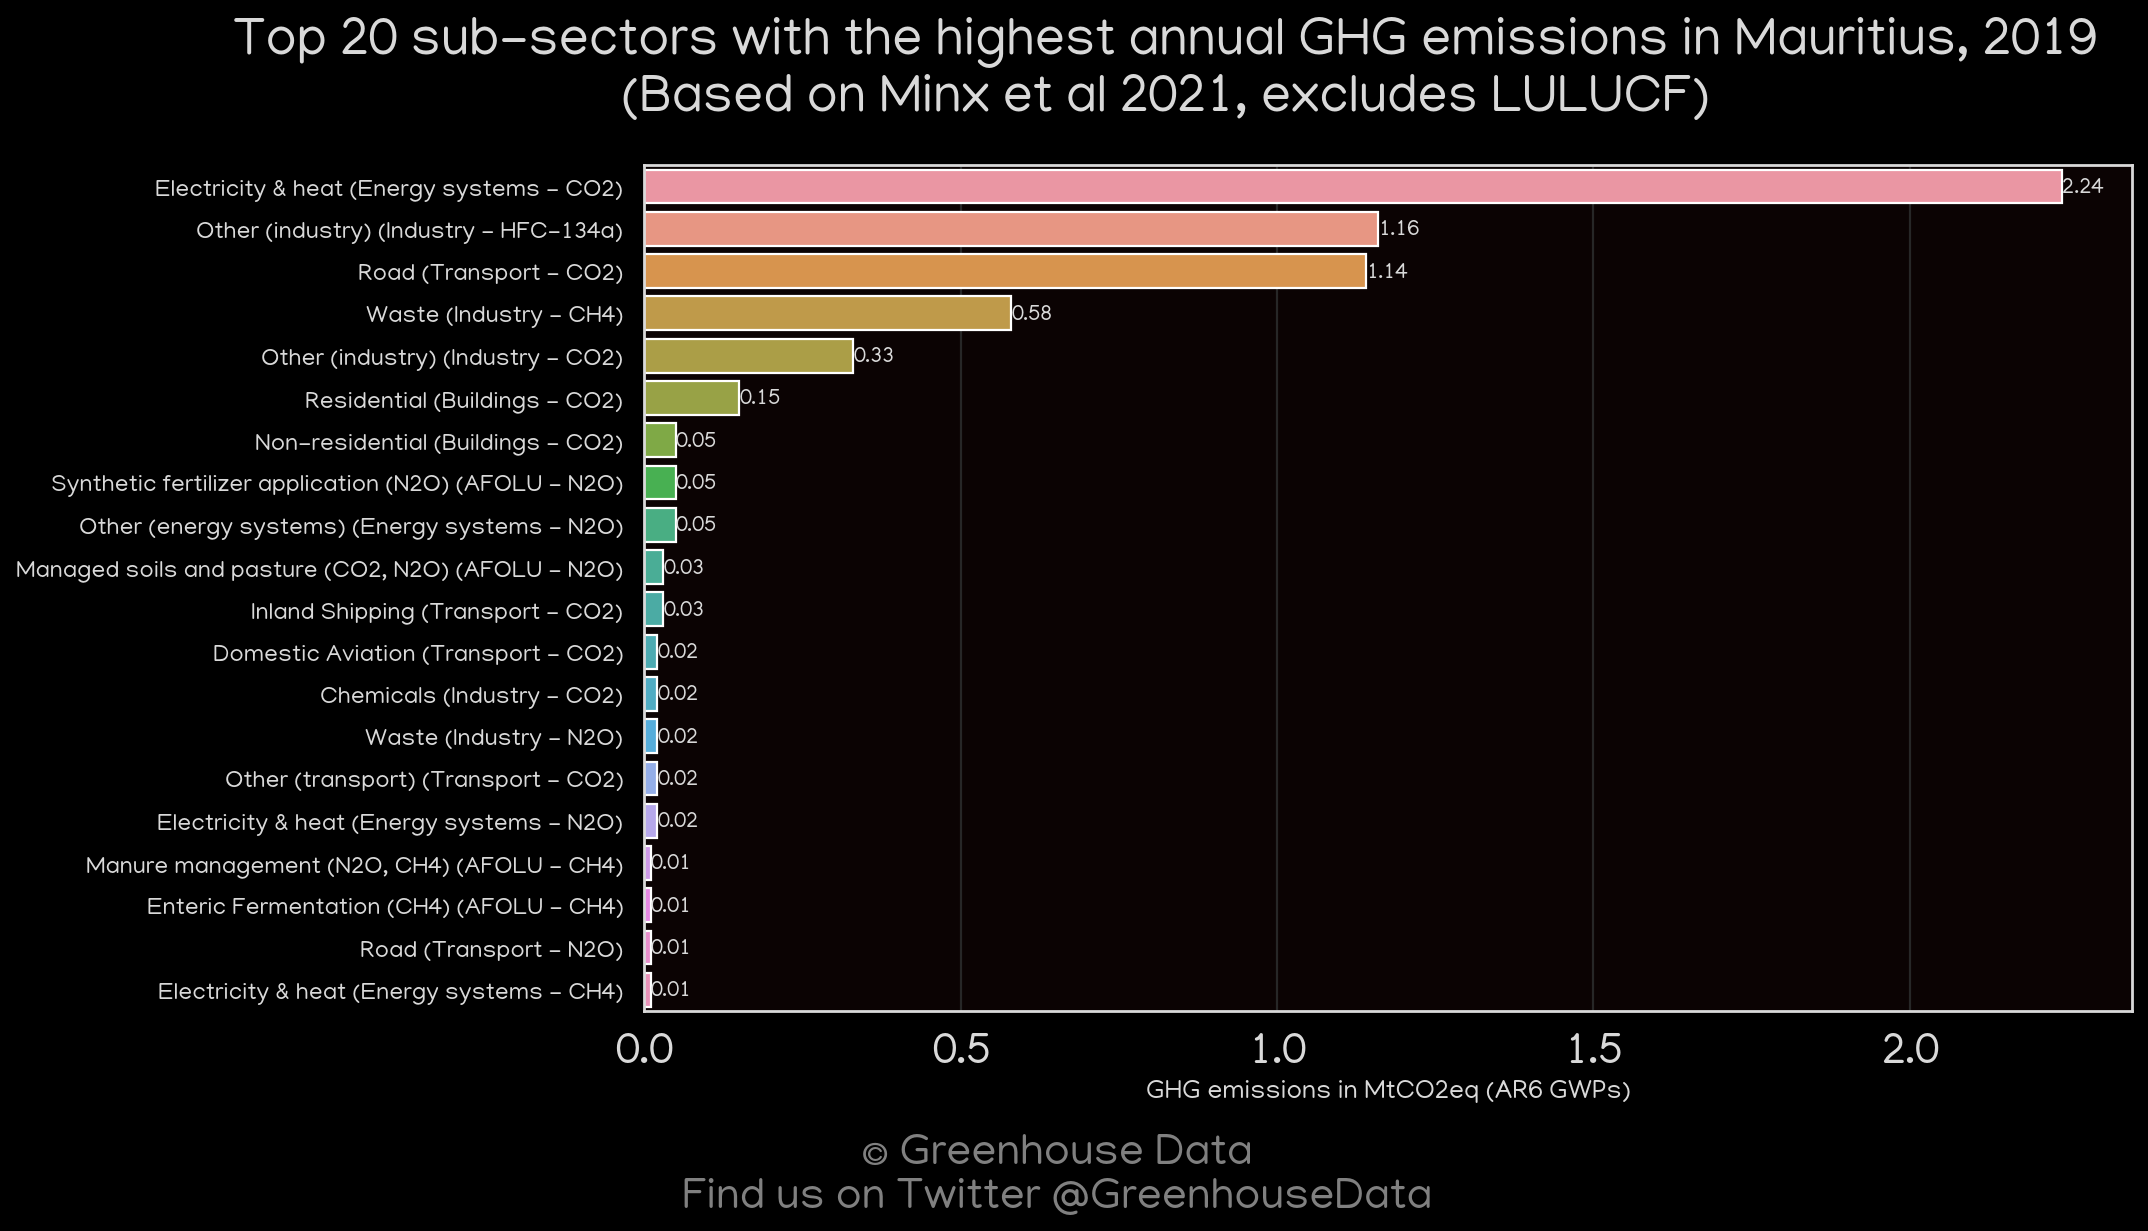 Top 20 sub-sectors with the highest annual GHG emissions in Mauritius, 2019
(Based on Minx et al 2021, excludes LULUCF)
Electricity & heat (Energy systems - CO2) 2.24
Other (industry) (Industry - HFC-134a) 1.16
Road (Transport - CO2) 1.14
Waste (Industry - CH4) 0.58
Other (industry) (Industry - CO2) 0.33
Residential (Buildings - CO2) 0.15
Non-residential (Buildings - CO2) 0.05
Synthetic fertilizer application (N2O) (AFOLU - N2O) 0.05
Other (energy systems) (Energy systems - N2O) 0.05
Managed soils and pasture (CO2, N2O) (AFOLU - N2O) 0.03
Inland Shipping (Transport - CO2) 0.03
Domestic Aviation (Transport - CO2) 0.02
Chemicals (Industry - CO2) 0.02
Waste (Industry - N2O) 0.02
Other (transport) (Transport - CO2) 0.02
Electricity & heat (Energy systems - N2O) 0.02
Manure management (N2O, CH4) (AFOLU - CH4) 0.01
Enteric Fermentation (CH4) (AFOLU - CH4) 0.01
Road (Transport - N2O) 0.01
Electricity & heat (Energy systems - CH4) 0.01
0.0 0.5 1.0 1.5 2.0
GHG emissions in MtCO2eq (AR6 GWPs)
© Greenhouse Data
Find us on Twitter @GreenhouseData